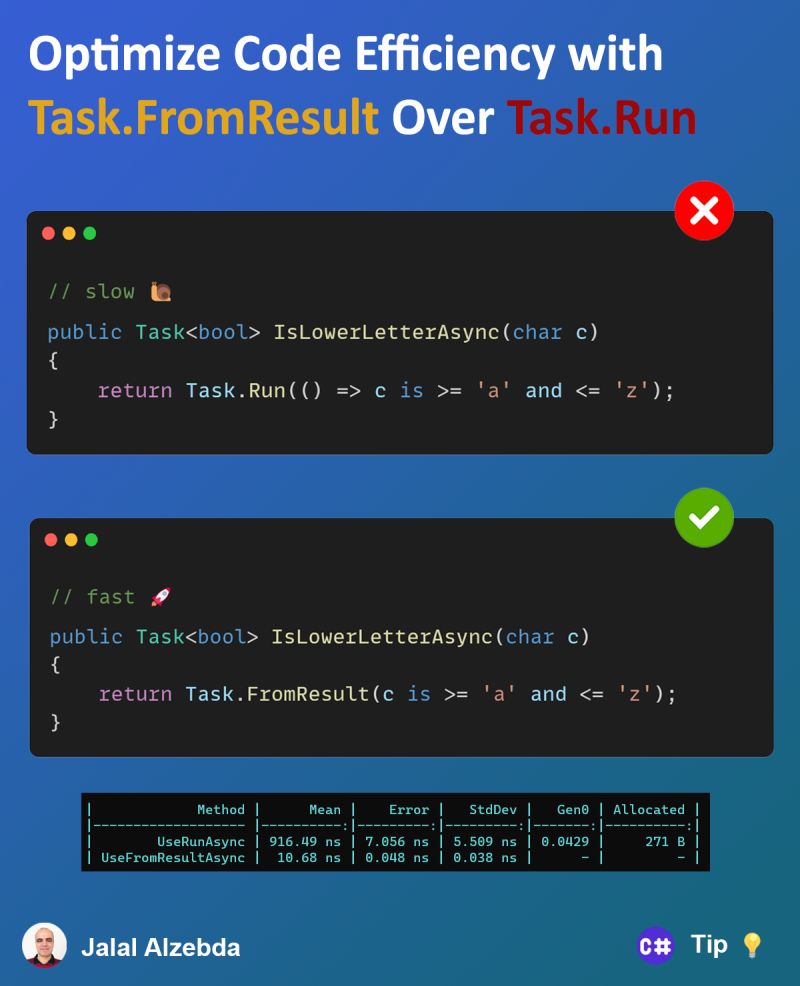 Optimize Code Efficiency with
Task.FromResult Over Task.Run
// slow 🐌
public Task<bool> IsLowerLetterAsync(char c)
{
    return Task.Run(() => c is >= 'a' and <= 'z');
}
// fast 🚀
public Task<bool> IsLowerLetterAsync(char c)
{
    return Task.FromResult(c is >= 'a' and <= 'z');
}
| Method | Mean | Error | StdDev | Gen0 | Allocated |
|------------------- |----------:|---------:|---------:|-------:|----------:|
| UseRunAsync | 916.49 ns | 7.056 ns | 5.509 ns | 0.0429 | 271 B |
| UseFromResultAsync | 10.68 ns | 0.048 ns | 0.038 ns | - | - |
Jalal Alzebda
C# Tip 💡